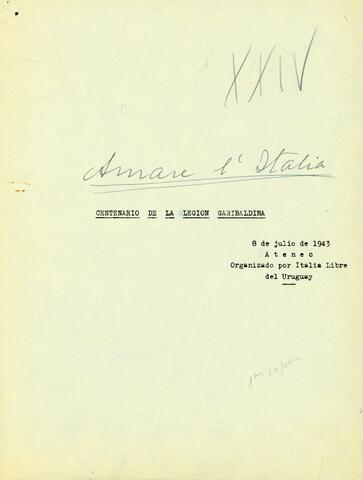 XXIV
Amare l'Italia
CENTENARIO DE LA LEGION GARIBALDINA
8 de julio de 1943
Ateneo
Organizado por Italia Libre
del Uruguay